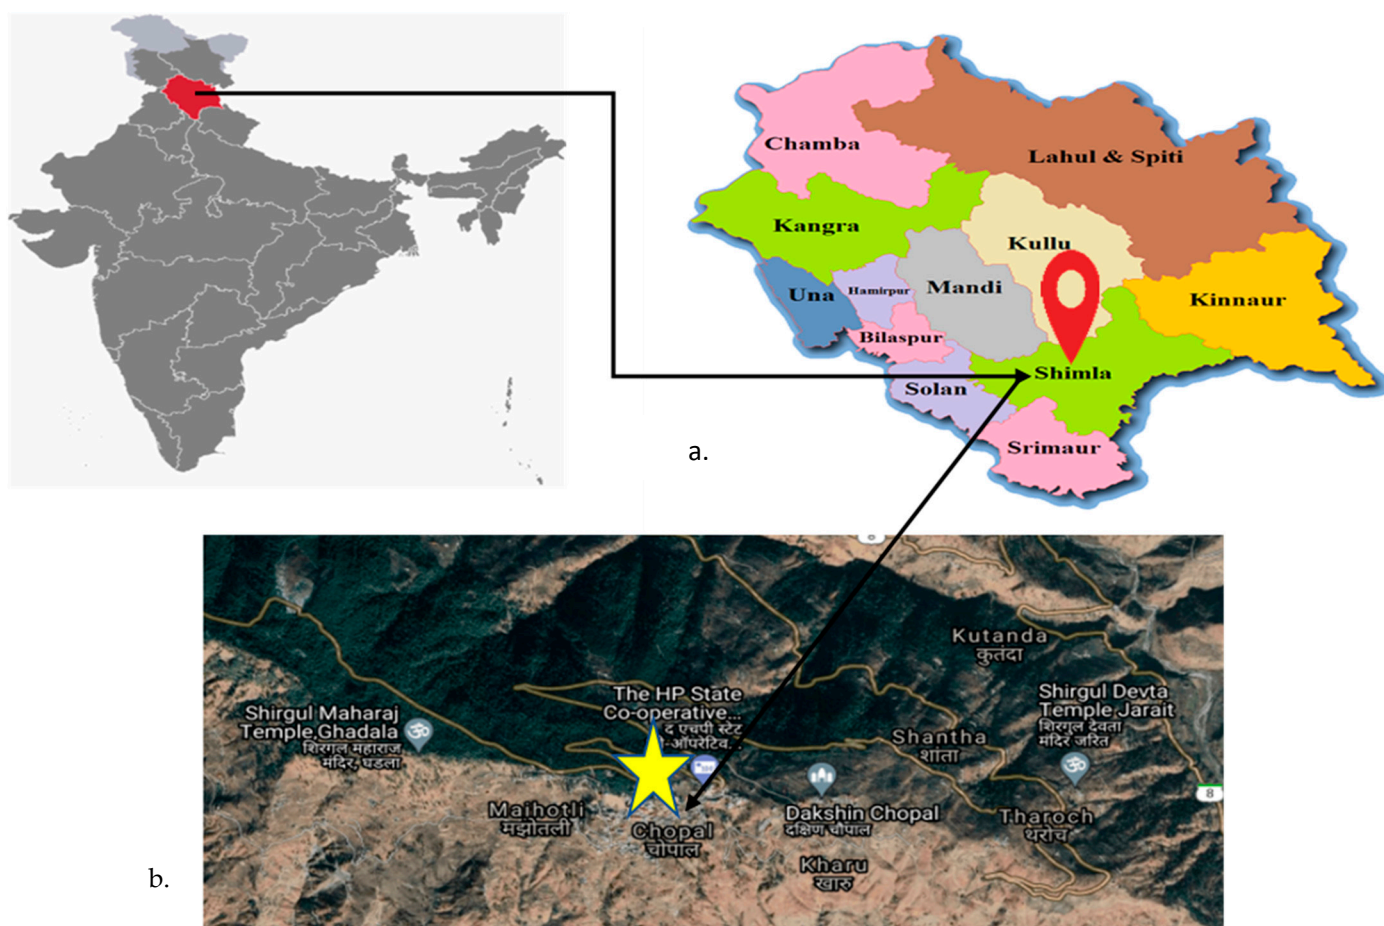 Chamba
Lahul & Spiti
Kangra
Kullu
Una
Hamirpur
Mandi
Kinnaur
Bilaspur
Shimla
Solan
Srimaur
a.
6
Kutanda
कुतंदा
The HP State
Co-operative...
द एचपी स्टेट
ो-ऑपरेटिव...
Shirgul Devta
Temple Jarait
शिरगुल देवता
मंदिर जरित
Shirgul Maharaj
Temple,Ghadala
शिरगल महाराज
मंदिर, घडला
Shantha
शांता
8
Maihotli
मझोतली
Chopal
चोपाल
Dakshin Chopal
दक्षिण चोपाल
Tharoch
थरोच
Kharu
खारु
b.